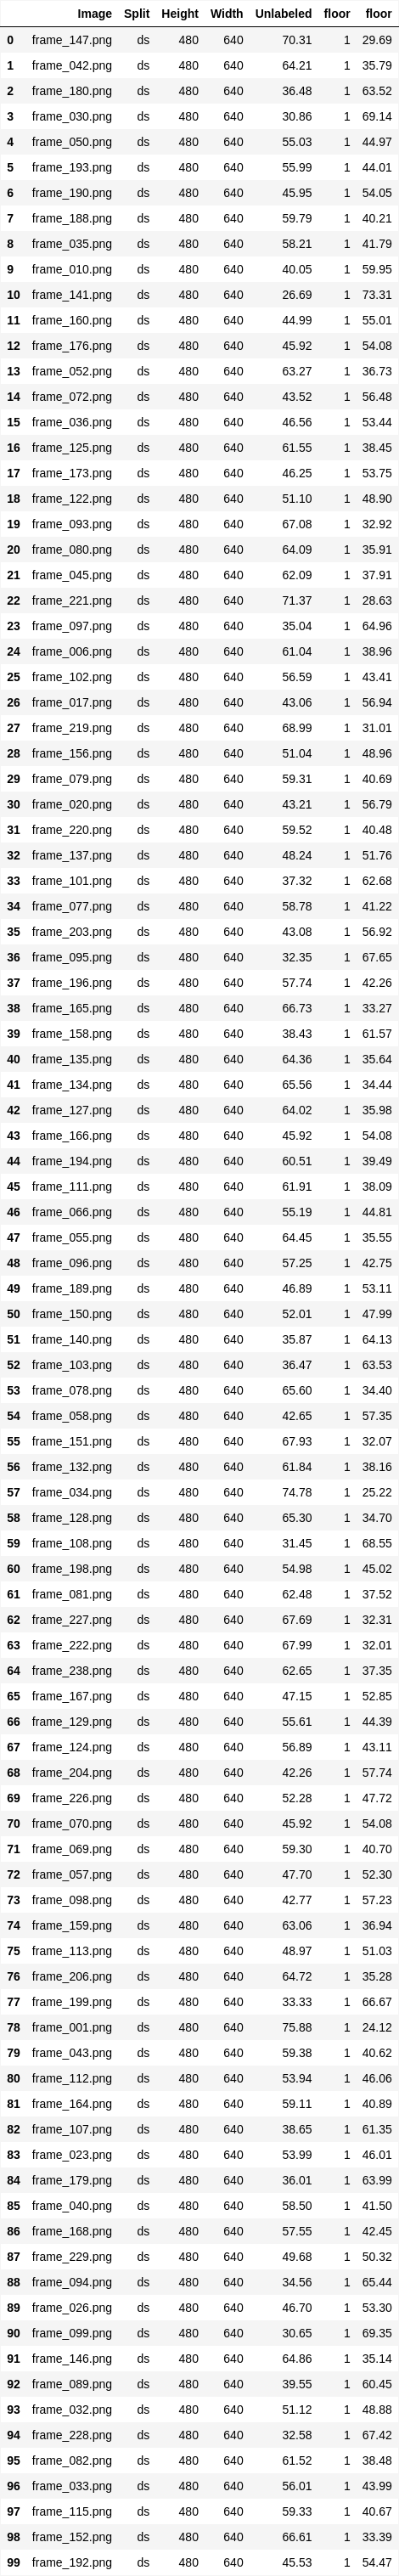 Image Split Height Width Unlabeled floor floor
0 frame_147.png ds 480 640 70.31 1 29.69
1 frame_042.png ds 480 640 64.21 1 35.79
2 frame_180.png ds 480 640 36.48 1 63.52
3 frame_030.png ds 480 640 30.86 1 69.14
4 frame_050.png ds 480 640 55.03 1 44.97
5 frame_193.png ds 480 640 55.99 1 44.01
6 frame_190.png ds 480 640 45.95 1 54.05
7 frame_188.png ds 480 640 59.79 1 40.21
8 frame_035.png ds 480 640 58.21 1 41.79
9 frame_010.png ds 480 640 40.05 1 59.95
10 frame_141.png ds 480 640 26.69 1 73.31
11 frame_160.png ds 480 640 44.99 1 55.01
12 frame_176.png ds 480 640 45.92 1 54.08
13 frame_052.png ds 480 640 63.27 1 36.73
14 frame_072.png ds 480 640 43.52 1 56.48
15 frame_036.png ds 480 640 46.56 1 53.44
16 frame_125.png ds 480 640 61.55 1 38.45
17 frame_173.png ds 480 640 46.25 1 53.75
18 frame_122.png ds 480 640 51.10 1 48.90
19 frame_093.png ds 480 640 67.08 1 32.92
20 frame_080.png ds 480 640 64.09 1 35.91
21 frame_045.png ds 480 640 62.09 1 37.91
22 frame_221.png ds 480 640 71.37 1 28.63
23 frame_097.png ds 480 640 35.04 1 64.96
24 frame_006.png ds 480 640 61.04 1 38.96
25 frame_102.png ds 480 640 56.59 1 43.41
26 frame_017.png ds 480 640 43.06 1 56.94
27 frame_219.png ds 480 640 68.99 1 31.01
28 frame_156.png ds 480 640 51.04 1 48.96
29 frame_079.png ds 480 640 59.31 1 40.69
30 frame_020.png ds 480 640 43.21 1 56.79
31 frame_220.png ds 480 640 59.52 1 40.48
32 frame_137.png ds 480 640 48.24 1 51.76
33 frame_101.png ds 480 640 37.32 1 62.68
34 frame_077.png ds 480 640 58.78 1 41.22
35 frame_203.png ds 480 640 43.08 1 56.92
36 frame_095.png ds 480 640 32.35 1 67.65
37 frame_196.png ds 480 640 57.74 1 42.26
38 frame_165.png ds 480 640 66.73 1 33.27
39 frame_158.png ds 480 640 38.43 1 61.57
40 frame_135.png ds 480 640 64.36 1 35.64
41 frame_134.png ds 480 640 65.56 1 34.44
42 frame_127.png ds 480 640 64.02 1 35.98
43 frame_166.png ds 480 640 45.92 1 54.08
44 frame_194.png ds 480 640 60.51 1 39.49
45 frame_111.png ds 480 640 61.91 1 38.09
46 frame_066.png ds 480 640 55.19 1 44.81
47 frame_055.png ds 480 640 64.45 1 35.55
48 frame_096.png ds 480 640 57.25 1 42.75
49 frame_189.png ds 480 640 46.89 1 53.11
50 frame_150.png ds 480 640 52.01 1 47.99
51 frame_140.png ds 480 640 35.87 1 64.13
52 frame_103.png ds 480 640 36.47 1 63.53
53 frame_078.png ds 480 640 65.60 1 34.40
54 frame_058.png ds 480 640 42.65 1 57.35
55 frame_151.png ds 480 640 67.93 1 32.07
56 frame_132.png ds 480 640 61.84 1 38.16
57 frame_034.png ds 480 640 74.78 1 25.22
58 frame_128.png ds 480 640 65.30 1 34.70
59 frame_108.png ds 480 640 31.45 1 68.55
60 frame_198.png ds 480 640 54.98 1 45.02
61 frame_081.png ds 480 640 62.48 1 37.52
62 frame_227.png ds 480 640 67.69 1 32.31
63 frame_222.png ds 480 640 67.99 1 32.01
64 frame_238.png ds 480 640 62.65 1 37.35
65 frame_167.png ds 480 640 47.15 1 52.85
66 frame_129.png ds 480 640 55.61 1 44.39
67 frame_124.png ds 480 640 56.89 1 43.11
68 frame_204.png ds 480 640 42.26 1 57.74
69 frame_226.png ds 480 640 52.28 1 47.72
70 frame_070.png ds 480 640 45.92 1 54.08
71 frame_069.png ds 480 640 59.30 1 40.70
72 frame_057.png ds 480 640 47.70 1 52.30
73 frame_098.png ds 480 640 42.77 1 57.23
74 frame_159.png ds 480 640 63.06 1 36.94
75 frame_113.png ds 480 640 48.97 1 51.03
76 frame_206.png ds 480 640 64.72 1 35.28
77 frame_199.png ds 480 640 33.33 1 66.67
78 frame_001.png ds 480 640 75.88 1 24.12
79 frame_043.png ds 480 640 59.38 1 40.62
80 frame_112.png ds 480 640 53.94 1 46.06
81 frame_164.png ds 480 640 59.11 1 40.89
82 frame_107.png ds 480 640 38.65 1 61.35
83 frame_023.png ds 480 640 53.99 1 46.01
84 frame_179.png ds 480 640 36.01 1 63.99
85 frame_040.png ds 480 640 58.50 1 41.50
86 frame_168.png ds 480 640 57.55 1 42.45
87 frame_229.png ds 480 640 49.68 1 50.32
88 frame_094.png ds 480 640 34.56 1 65.44
89 frame_026.png ds 480 640 46.70 1 53.30
90 frame_099.png ds 480 640 30.65 1 69.35
91 frame_146.png ds 480 640 64.86 1 35.14
92 frame_089.png ds 480 640 39.55 1 60.45
93 frame_032.png ds 480 640 51.12 1 48.88
94 frame_228.png ds 480 640 32.58 1 67.42
95 frame_082.png ds 480 640 61.52 1 38.48
96 frame_033.png ds 480 640 56.01 1 43.99
97 frame_115.png ds 480 640 59.33 1 40.67
98 frame_152.png ds 480 640 66.61 1 33.39
99 frame_192.png ds 480 640 45.53 1 54.47